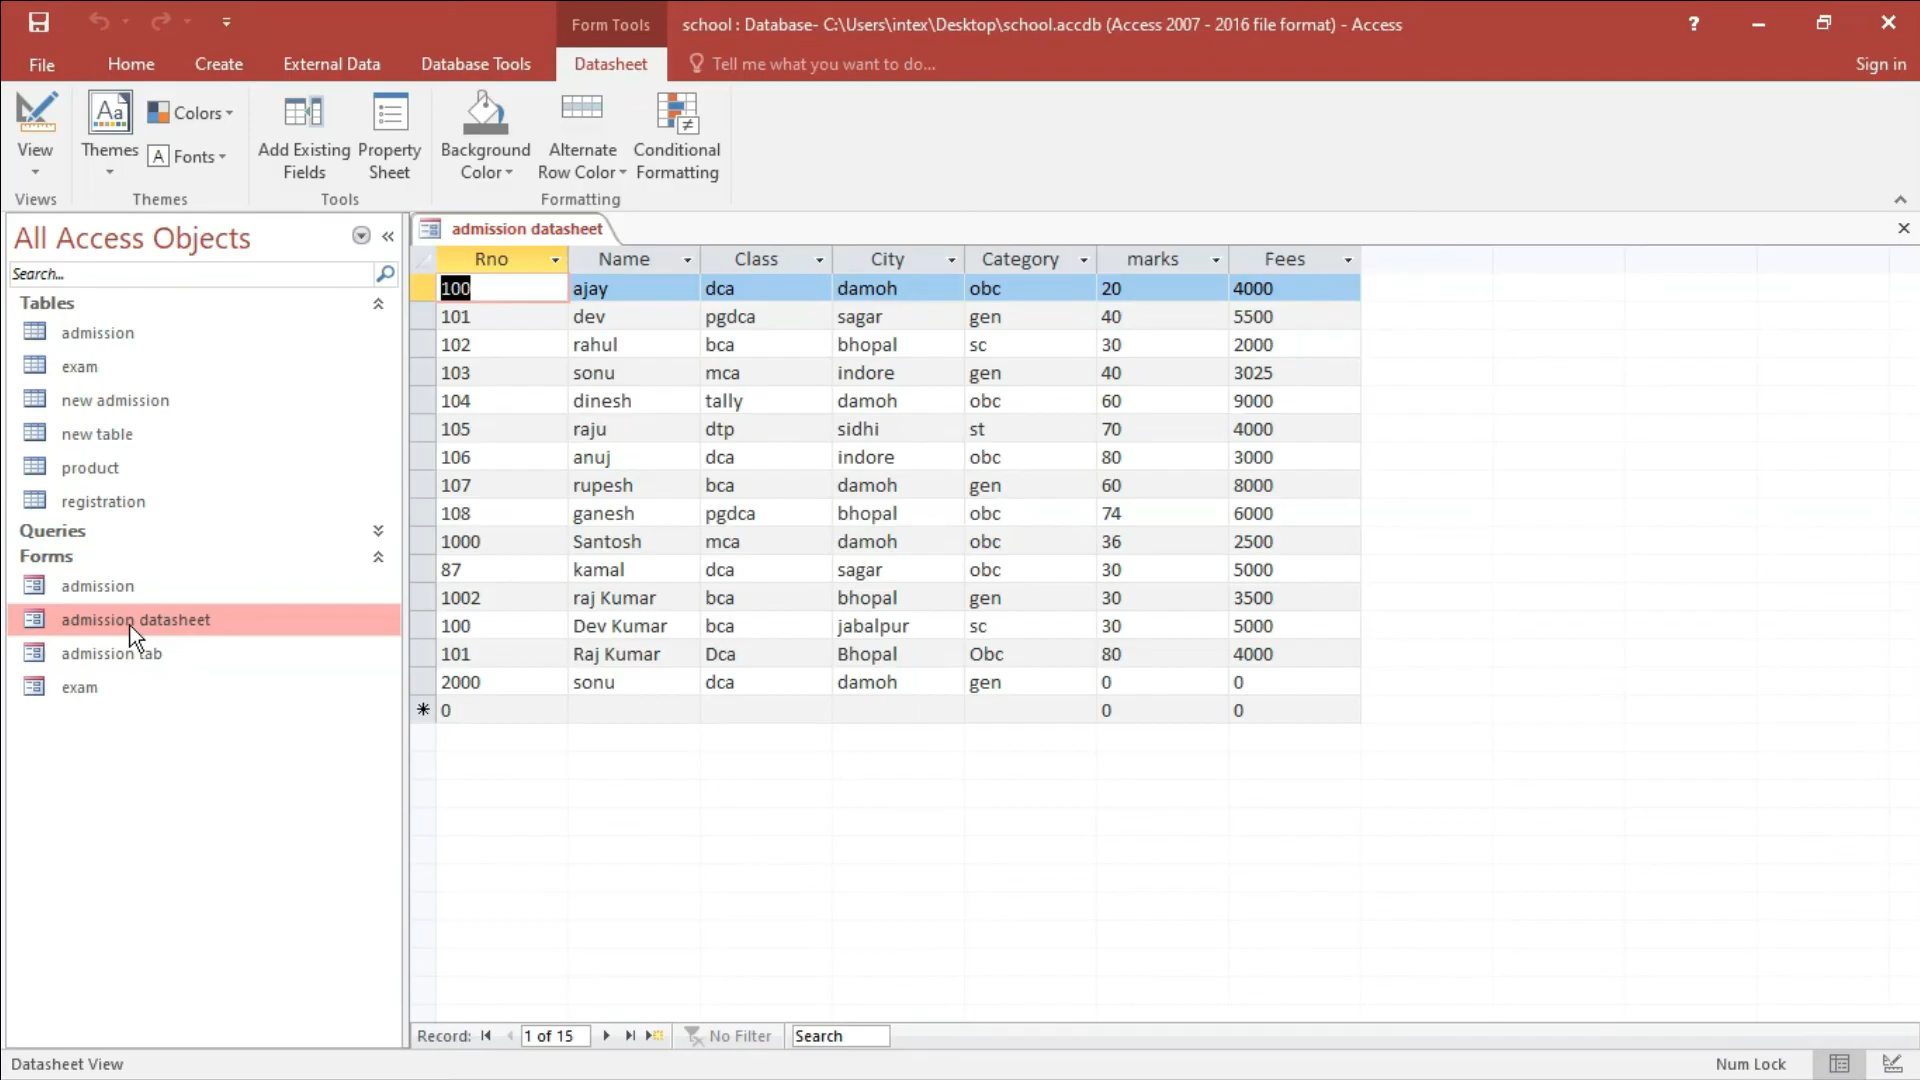 Form Tools
school : Database- C:\Users\intex\Desktop\school.accdb (Access 2007 - 2016 file format) - Access
?
File Home Create External Data Database Tools Datasheet Tell me what you want to do... Sign in
View
Views
Aa
Themes
Colors
A Fonts
Themes
Add Existing Fields
Property Sheet
Tools
Background Color
Alternate Row Color
Conditional Formatting
Formatting
All Access Objects
Search...
Tables
admission
exam
new admission
new table
product
registration
Queries
Forms
admission
admission datasheet
admission tab
exam
admission datasheet
Rno Name Class City Category marks Fees
100 ajay dca damoh obc 20 4000
101 dev pgdca sagar gen 40 5500
102 rahul bca bhopal sc 30 2000
103 sonu mca indore gen 40 3025
104 dinesh tally damoh obc 60 9000
105 raju dtp sidhi st 70 4000
106 anuj dca indore obc 80 3000
107 rupesh bca damoh gen 60 8000
108 ganesh pgdca bhopal obc 74 6000
1000 Santosh mca damoh obc 36 2500
87 kamal dca sagar obc 30 5000
1002 raj Kumar bca bhopal gen 30 3500
100 Dev Kumar bca jabalpur sc 30 5000
101 Raj Kumar Dca Bhopal Obc 80 4000
2000 sonu dca damoh gen 0 0
* 0 0 0
Record: 1 of 15 No Filter Search
Datasheet View
Num Lock